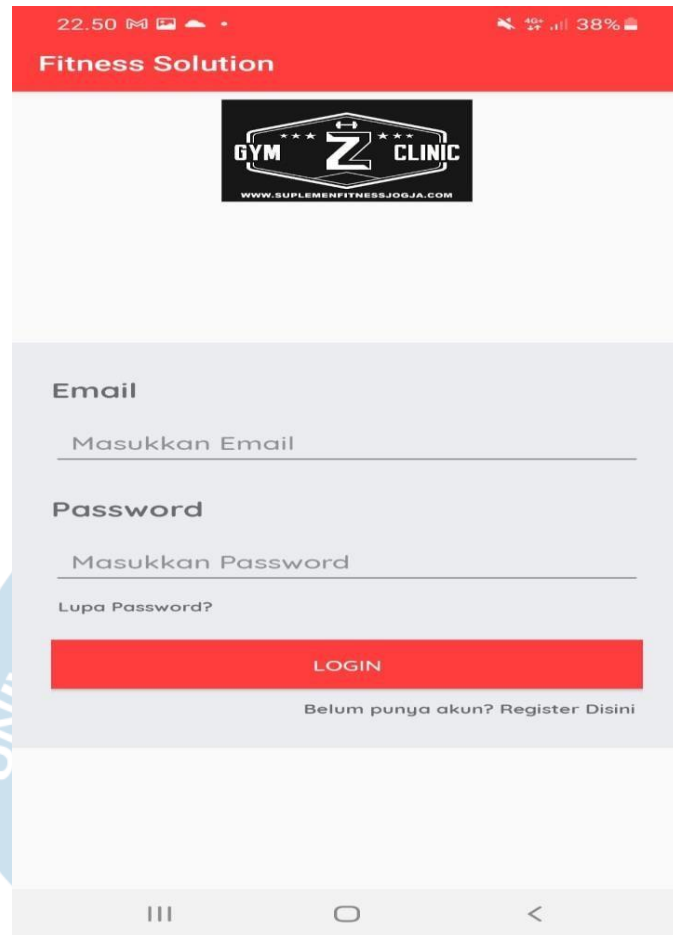 22.50
4G+ 38%
Fitness Solution
GYM Z CLINIC
WWW.SUPLEMENFITNESSJOGJA.COM
Email
Masukkan Email
Password
Masukkan Password
Lupa Password?
LOGIN
Belum punya akun? Register Disini